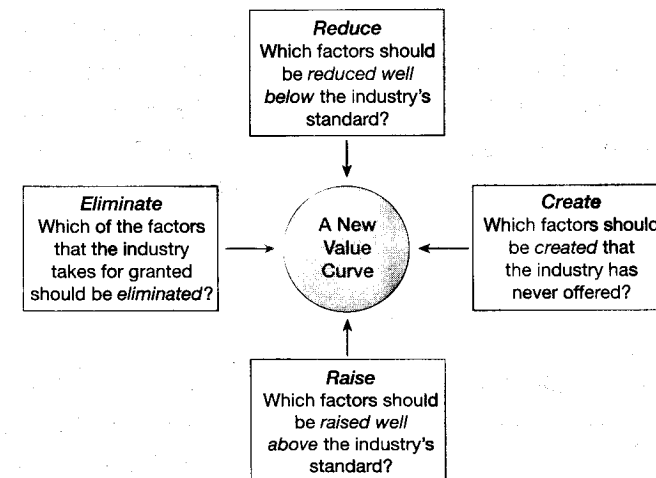 Reduce
Which factors should
be reduced well
below the industry's
standard?
Eliminate
Which of the factors
that the industry
takes for granted
should be eliminated?
A New
Value
Curve
Create
Which factors should
be created that
the industry has
never offered?
Raise
Which factors should
be raised well
above the industry's
standard?